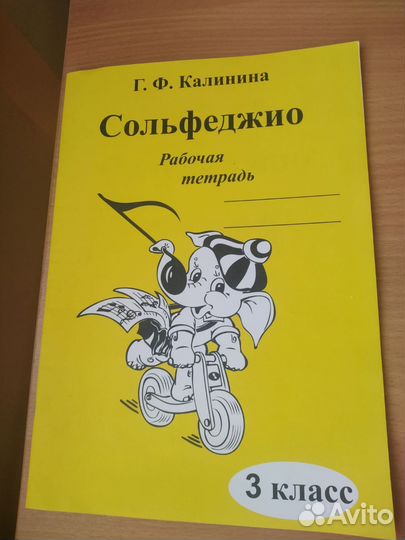 Г. Ф. Калинина
Сольфеджио
Рабочая
тетрадь
3 класс
Avito